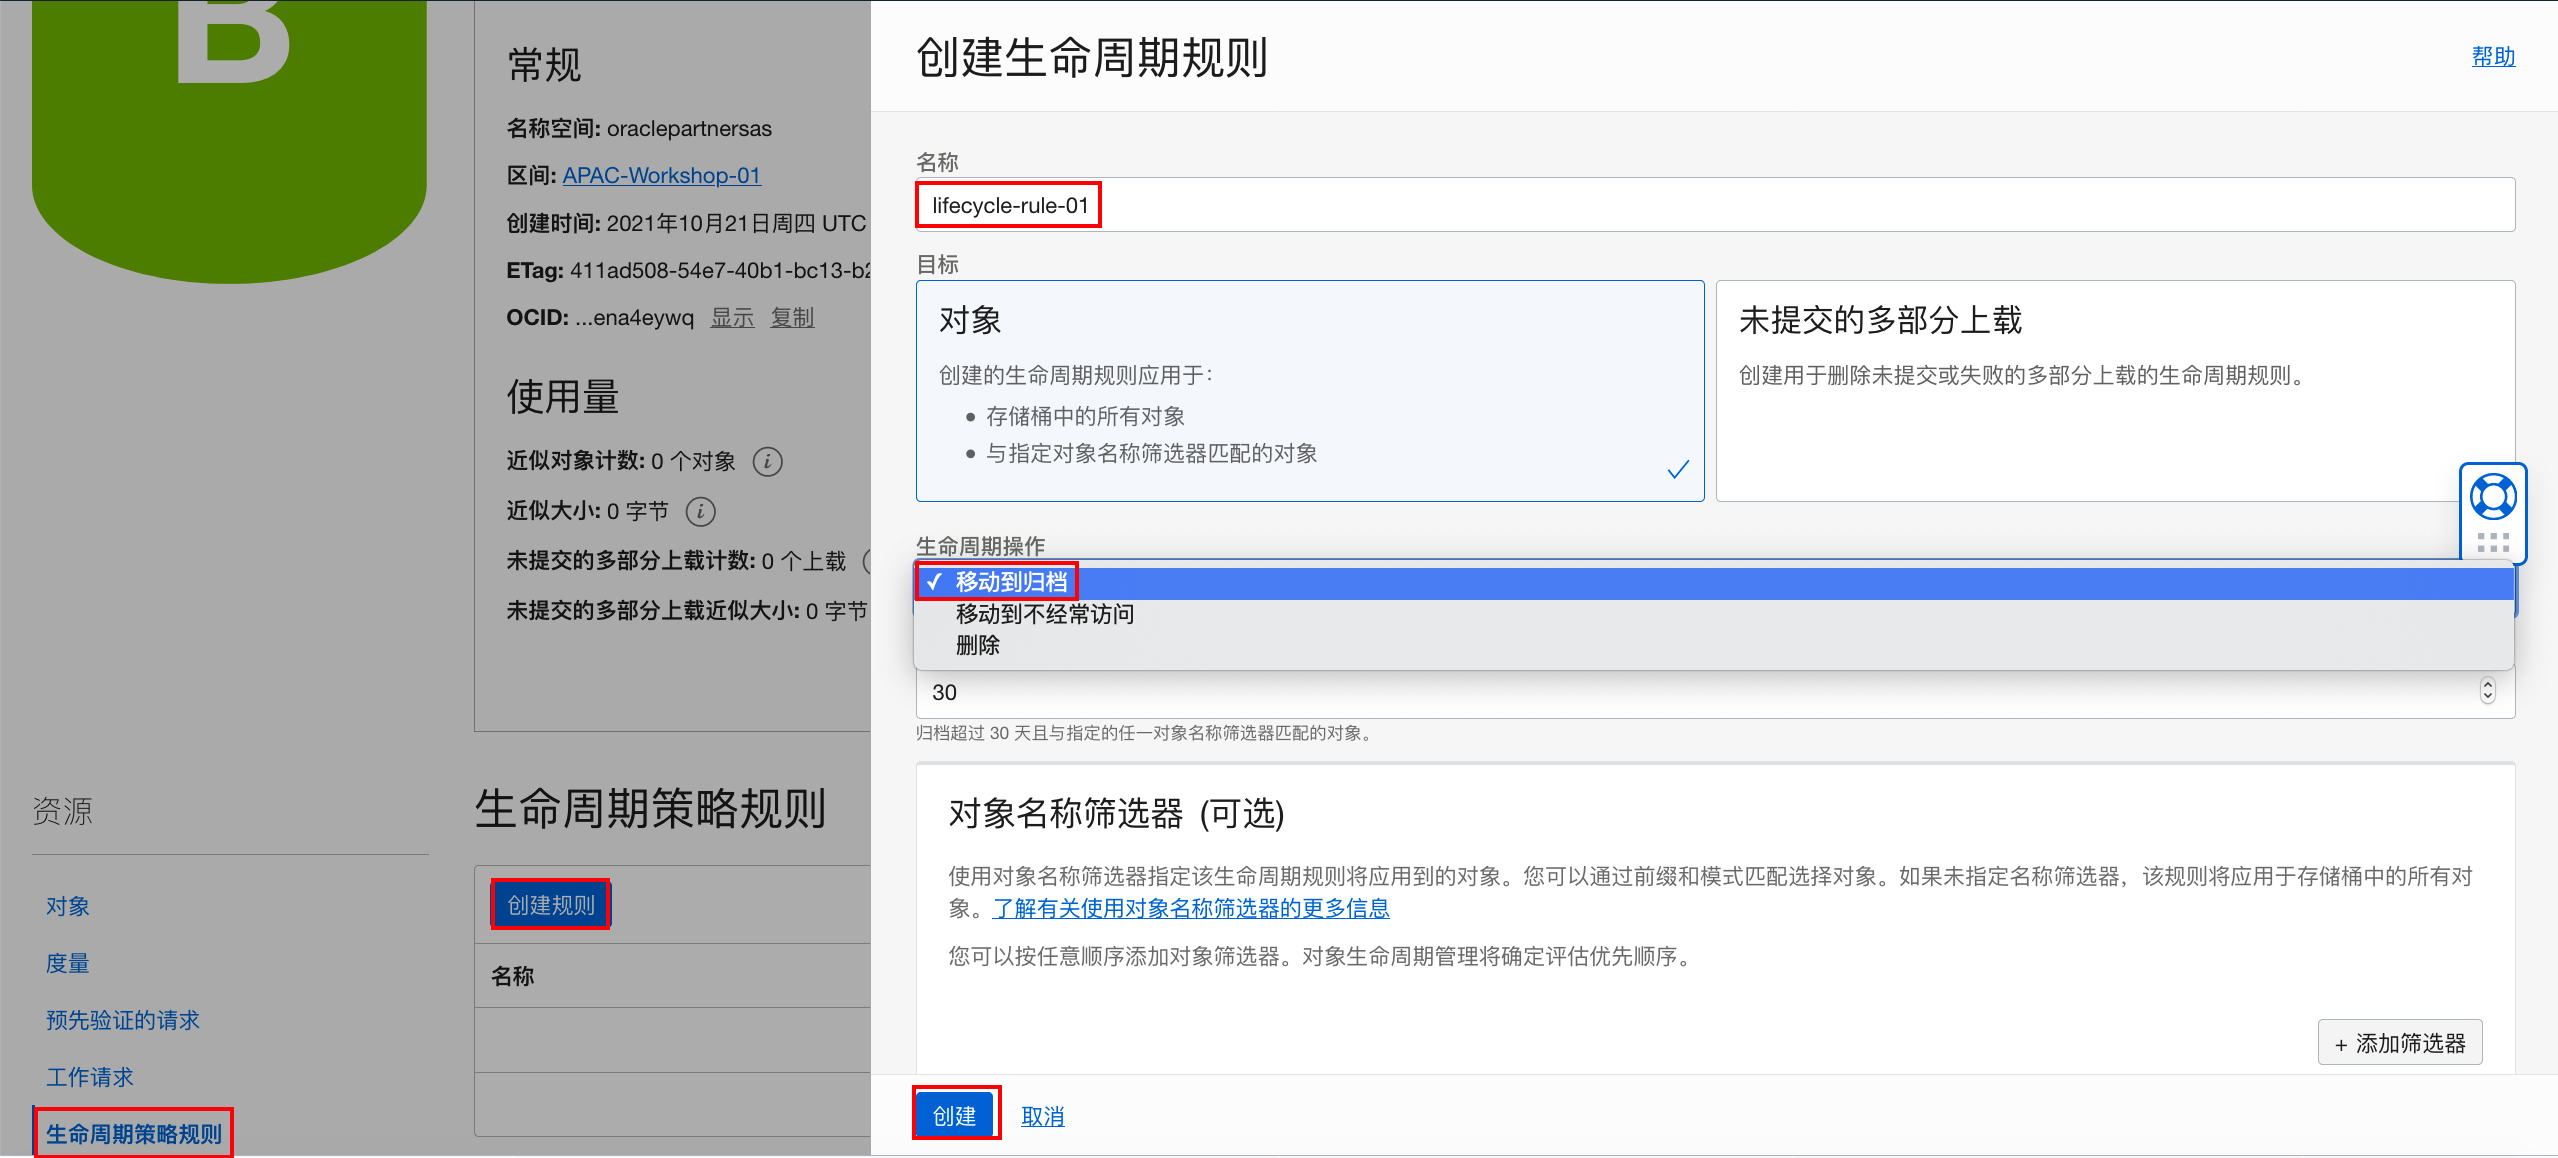 B
常规
名称空间: oraclepartnersas
区间: APAC-Workshop-01
创建时间: 2021年10月21日周四 UTC
ETag: 411ad508-54e7-40b1-bc13-b2
OCID: ...ena4eywq 显示 复制
使用量
近似对象计数: 0 个对象 i
近似大小: 0 字节 i
未提交的多部分上载计数: 0 个上载
未提交的多部分上载近似大小: 0 字节
资源
对象
度量
预先验证的请求
工作请求
生命周期策略规则
生命周期策略规则
创建规则
名称
创建生命周期规则
帮助
名称
lifecycle-rule-01
目标
对象
创建的生命周期规则应用于:
• 存储桶中的所有对象
• 与指定对象名称筛选器匹配的对象
未提交的多部分上载
创建用于删除未提交或失败的多部分上载的生命周期规则。
生命周期操作
✓ 移动到归档
移动到不经常访问
删除
30
归档超过 30 天且与指定的任一对象名称筛选器匹配的对象。
对象名称筛选器 (可选)
使用对象名称筛选器指定该生命周期规则将应用到的对象。您可以通过前缀和模式匹配选择对象。如果未指定名称筛选器，该规则将应用于存储桶中的所有对
象。了解有关使用对象名称筛选器的更多信息
您可以按任意顺序添加对象筛选器。对象生命周期管理将确定评估优先顺序。
+ 添加筛选器
创建 取消